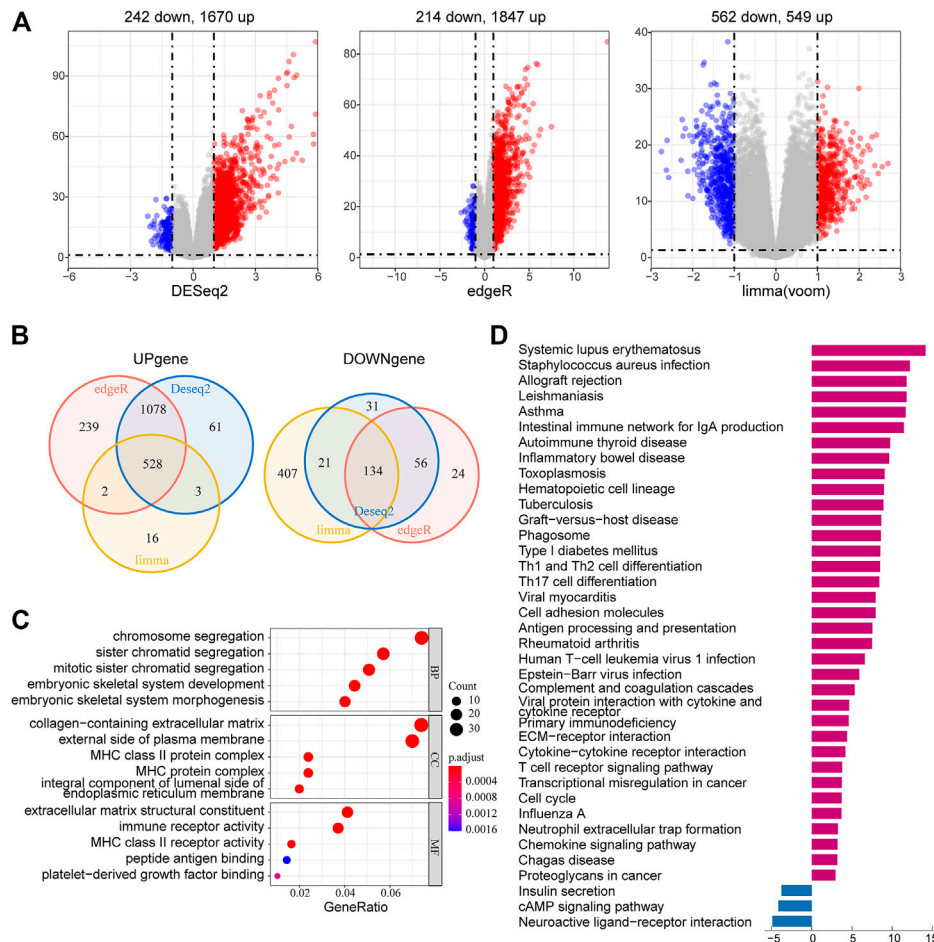 A
242 down, 1670 up
214 down, 1847 up
562 down, 549 up
90
60
30
0
−6
−3
0
3
6
DESeq2
80
60
40
20
0
−10
−5
0
5
10
edgeR
40
30
20
10
0
−3
−2
−1
0
1
2
3
limma(voom)
B
UPgene
edgeR
Deseq2
239
1078
61
528
2
3
16
limma
DOWNgene
31
407
21
134
56
24
Deseq2
limma
edgeR
C
chromosome segregation
sister chromatid segregation
mitotic sister chromatid segregation
embryonic skeletal system development
embryonic skeletal system morphogenesis
BP
collagen−containing extracellular matrix
external side of plasma membrane
MHC class II protein complex
MHC protein complex
integral component of lumenal side of
endoplasmic reticulum membrane
CC
extracellular matrix structural constituent
immune receptor activity
MHC class II receptor activity
peptide antigen binding
platelet−derived growth factor binding
MF
0.02
0.04
0.06
GeneRatio
Count
10
20
30
p.adjust
0.0004
0.0008
0.0012
0.0016
D
Systemic lupus erythematosus
Staphylococcus aureus infection
Allograft rejection
Leishmaniasis
Asthma
Intestinal immune network for IgA production
Autoimmune thyroid disease
Inflammatory bowel disease
Toxoplasmosis
Hematopoietic cell lineage
Tuberculosis
Graft−versus−host disease
Phagosome
Type I diabetes mellitus
Th1 and Th2 cell differentiation
Th17 cell differentiation
Viral myocarditis
Cell adhesion molecules
Antigen processing and presentation
Rheumatoid arthritis
Human T−cell leukemia virus 1 infection
Epstein−Barr virus infection
Complement and coagulation cascades
Viral protein interaction with cytokine and
cytokine receptor
Primary immunodeficiency
ECM−receptor interaction
Cytokine−cytokine receptor interaction
T cell receptor signaling pathway
Transcriptional misregulation in cancer
Cell cycle
Influenza A
Neutrophil extracellular trap formation
Chemokine signaling pathway
Chagas disease
Proteoglycans in cancer
Insulin secretion
cAMP signaling pathway
Neuroactive ligand−receptor interaction
−5
0
5
10
15